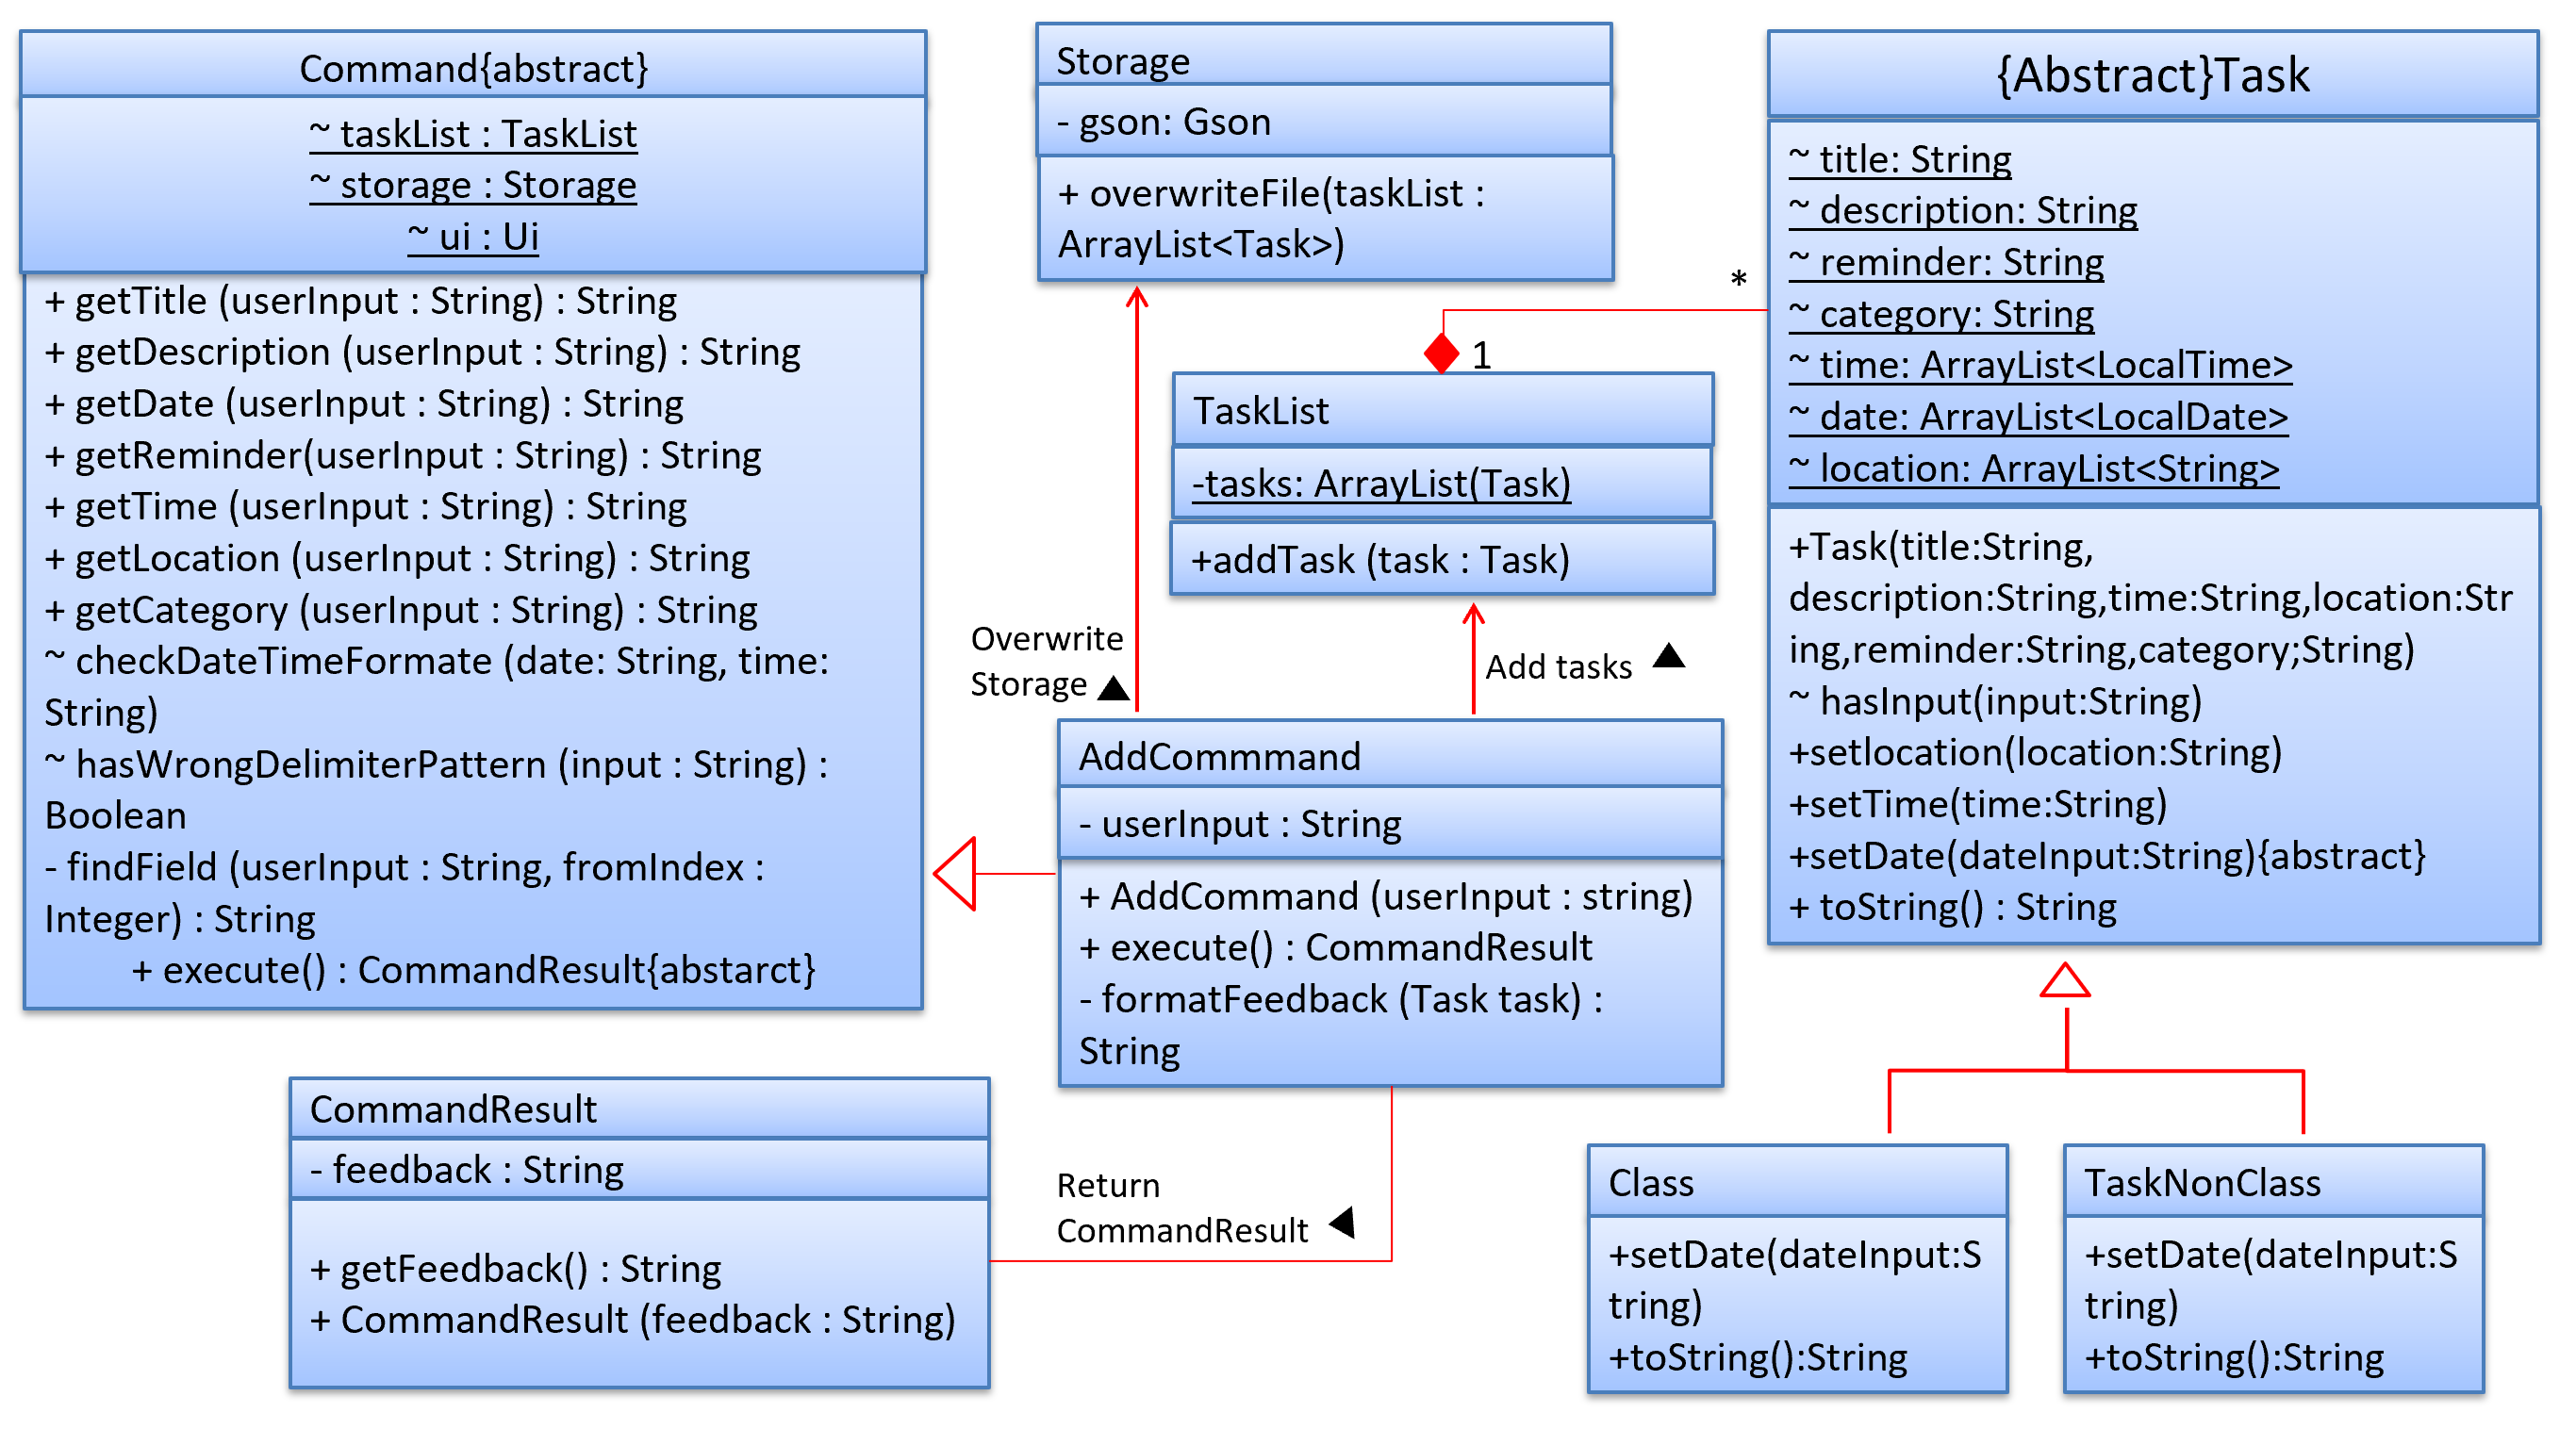 Command{abstract}
~ taskList : TaskList
~ storage : Storage
~ ui : Ui
+ getTitle (userInput : String) : String
+ getDescription (userInput : String) : String
+ getDate (userInput : String) : String
+ getReminder(userInput : String) : String
+ getTime (userInput : String) : String
+ getLocation (userInput : String) : String
+ getCategory (userInput : String) : String
~ checkDateTimeFormate (date: String, time:
String)
~ hasWrongDelimiterPattern (input : String) :
Boolean
- findField (userInput : String, fromIndex :
Integer) : String
+ execute() : CommandResult{abstarct}
Storage
- gson: Gson
+ overwriteFile(taskList :
ArrayList<Task>)
*
1
TaskList
-tasks: ArrayList(Task)
+addTask (task : Task)
Overwrite
Storage
Add tasks
AddCommmand
- userInput : String
+ AddCommand (userInput : string)
+ execute() : CommandResult
- formatFeedback (Task task) :
String
{Abstract}Task
~ title: String
~ description: String
~ reminder: String
~ category: String
~ time: ArrayList<LocalTime>
~ date: ArrayList<LocalDate>
~ location: ArrayList<String>
+Task(title:String,
description:String,time:String,location:Str
ing,reminder:String,category;String)
~ hasInput(input:String)
+setlocation(location:String)
+setTime(time:String)
+setDate(dateInput:String){abstract}
+ toString() : String
CommandResult
- feedback : String
+ getFeedback() : String
+ CommandResult (feedback : String)
Return
CommandResult
Class
+setDate(dateInput:S
tring)
+toString():String
TaskNonClass
+setDate(dateInput:S
tring)
+toString():String